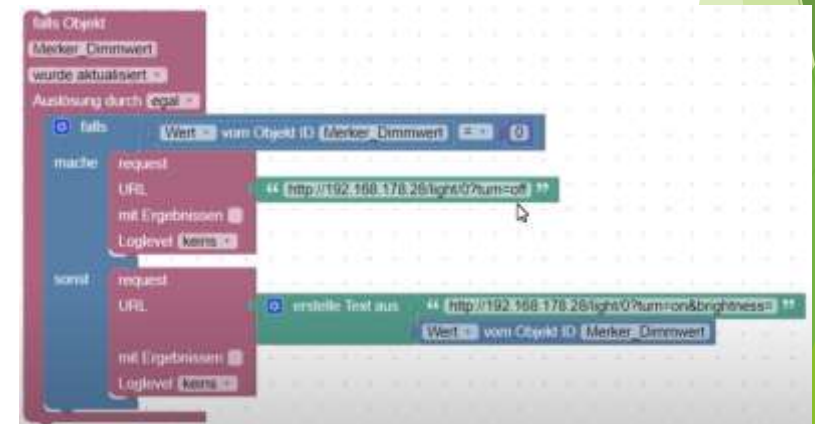 falls Objekt
Merker_Dimmwert
wurde aktualisiert
Auslösung durch egal
falls Wert vom Objekt ID Merker_Dimmwert = 0
mache request
URL “ http://192.168.178.28/light/0?turn=off ”
mit Ergebnissen
Loglevel keins
sonst request
URL erstelle Text aus “ http://192.168.178.28/light/0?turn=on&brightness= ”
Wert vom Objekt ID Merker_Dimmwert
mit Ergebnissen
Loglevel keins